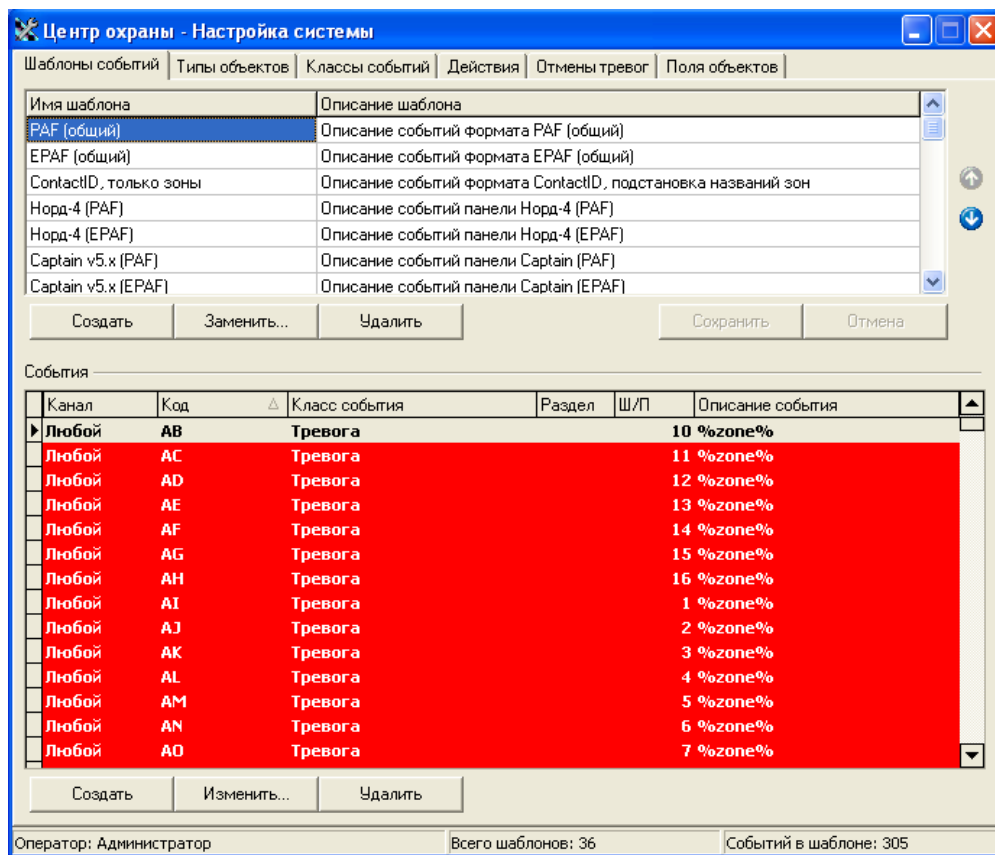 Центр охраны - Настройка системы
Шаблоны событий Типы объектов Классы событий Действия Отмены тревог Поля объектов
Имя шаблона Описание шаблона
PAF (общий) Описание событий формата PAF (общий)
EPAF (общий) Описание событий формата EPAF (общий)
ContactID, только зоны Описание событий формата ContactID, подстановка названий зон
Норд-4 (PAF) Описание событий панели Норд-4 (PAF)
Норд-4 (EPAF) Описание событий панели Норд-4 (EPAF)
Captain v5.x (PAF) Описание событий панели Captain (PAF)
Captain v5.x (EPAF) Описание событий панели Captain (EPAF)
Создать Заменить... Удалить Сохранить Отмена
События
Канал Код Класс события Раздел Ш/П Описание события
Любой AB Тревога 10 %zone%
Любой AC Тревога 11 %zone%
Любой AD Тревога 12 %zone%
Любой AE Тревога 13 %zone%
Любой AF Тревога 14 %zone%
Любой AG Тревога 15 %zone%
Любой AH Тревога 16 %zone%
Любой AI Тревога 1 %zone%
Любой AJ Тревога 2 %zone%
Любой AK Тревога 3 %zone%
Любой AL Тревога 4 %zone%
Любой AM Тревога 5 %zone%
Любой AN Тревога 6 %zone%
Любой AO Тревога 7 %zone%
Создать Изменить... Удалить
Оператор: Администратор Всего шаблонов: 36 Событий в шаблоне: 305